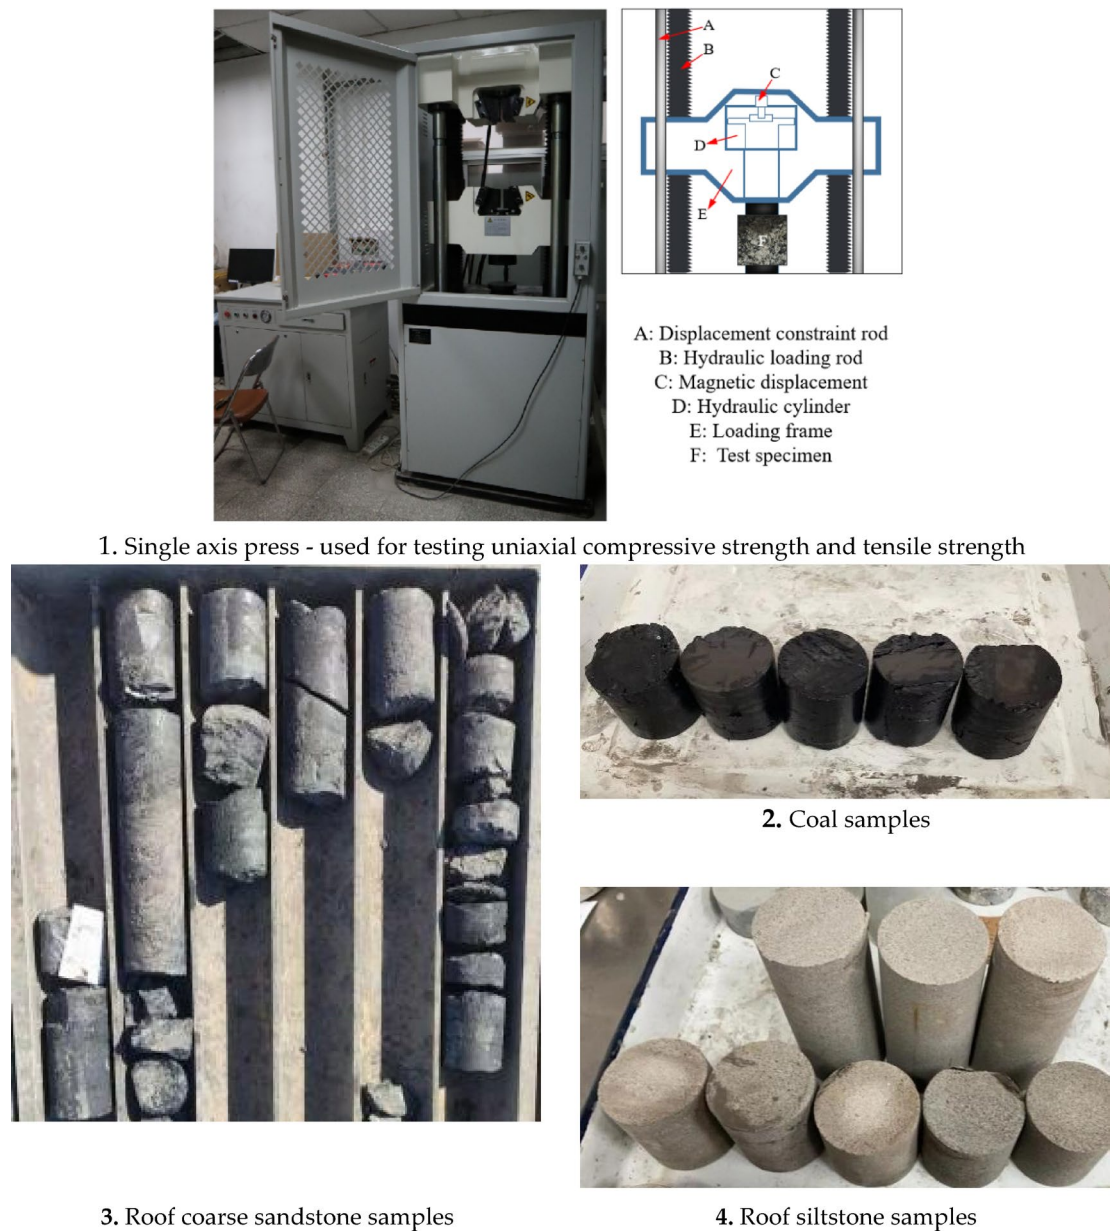 A
B
C
D
E
F
A: Displacement constraint rod
B: Hydraulic loading rod
C: Magnetic displacement
D: Hydraulic cylinder
E: Loading frame
F: Test specimen
1. Single axis press - used for testing uniaxial compressive strength and tensile strength
2. Coal samples
3. Roof coarse sandstone samples
4. Roof siltstone samples